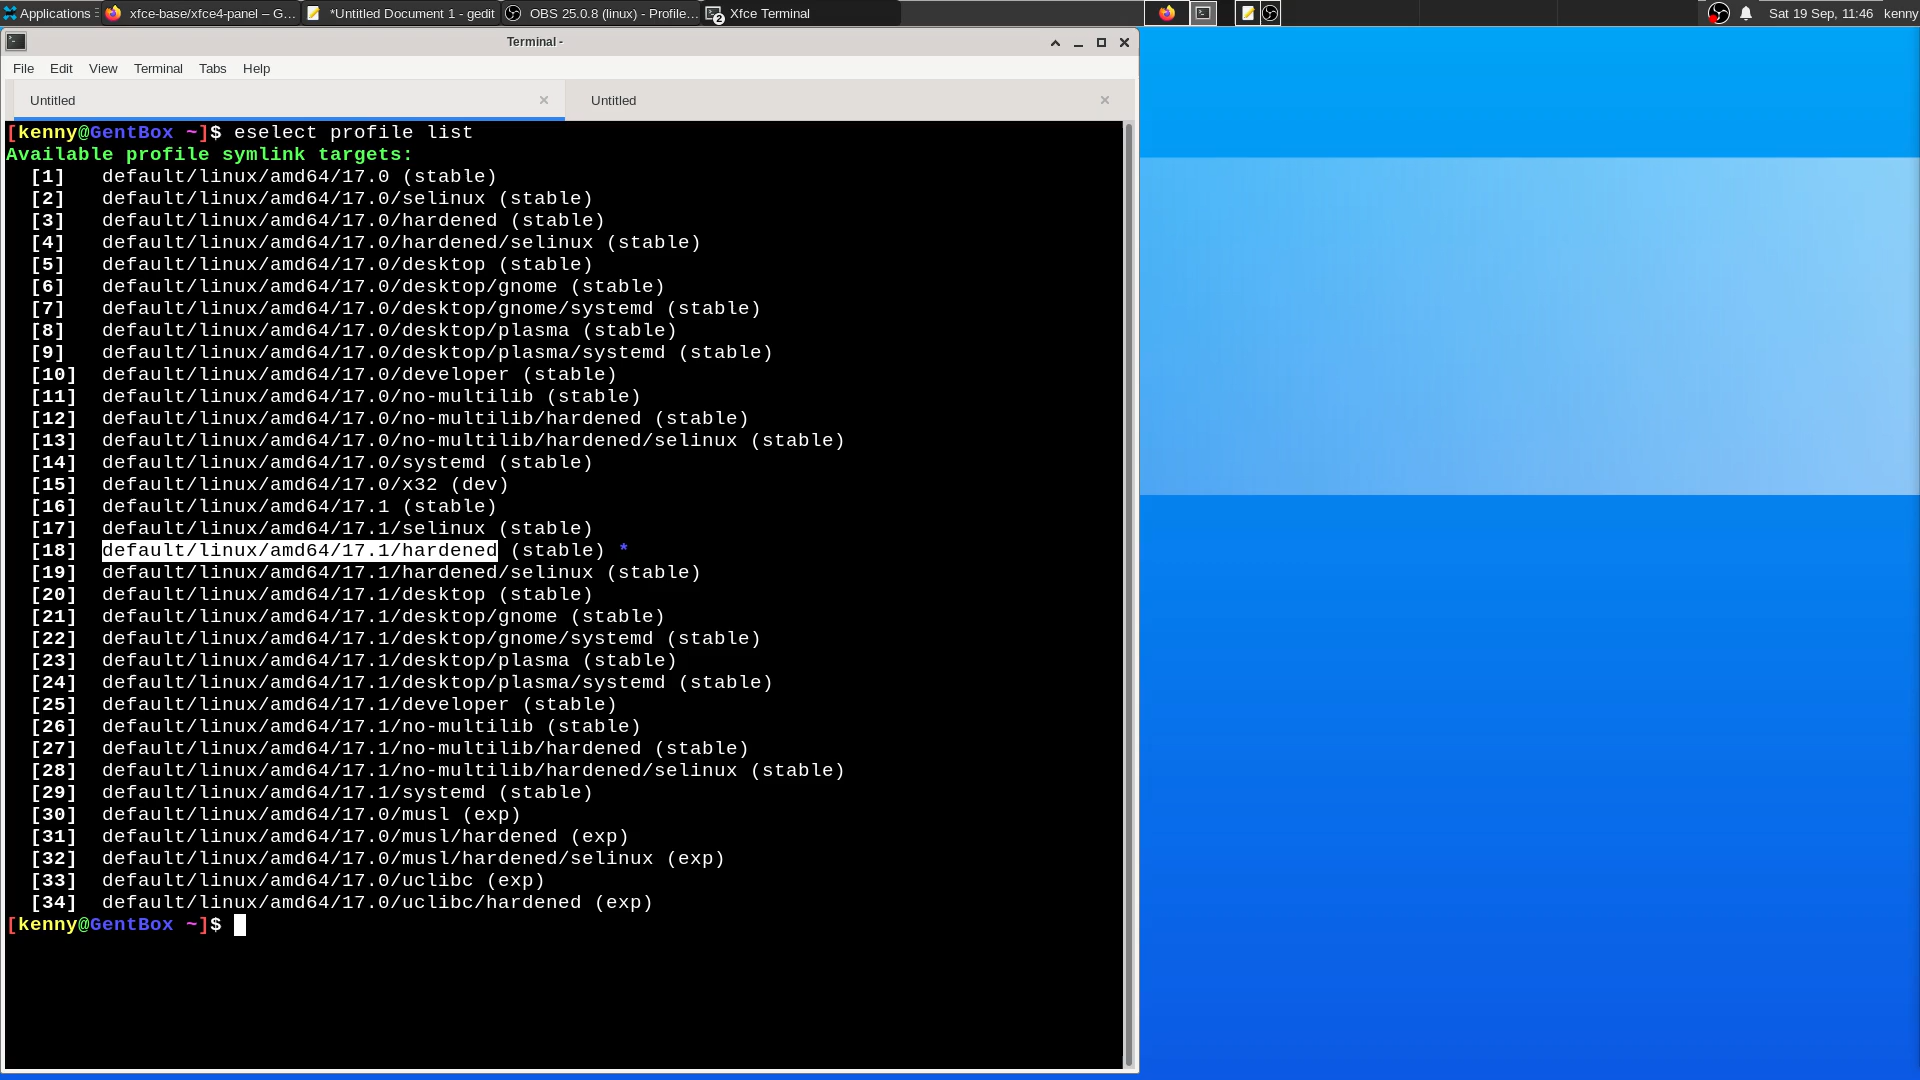 Applications
xfce-base/xfce4-panel – G...
*Untitled Document 1 - gedit
OBS 25.0.8 (linux) - Profile...
2
Xfce Terminal
Sat 19 Sep, 11:46
kenny
Terminal -
File Edit View Terminal Tabs Help
Untitled
Untitled
[kenny@GentBox ~]$ eselect profile list
Available profile symlink targets:
[1] default/linux/amd64/17.0 (stable)
[2] default/linux/amd64/17.0/selinux (stable)
[3] default/linux/amd64/17.0/hardened (stable)
[4] default/linux/amd64/17.0/hardened/selinux (stable)
[5] default/linux/amd64/17.0/desktop (stable)
[6] default/linux/amd64/17.0/desktop/gnome (stable)
[7] default/linux/amd64/17.0/desktop/gnome/systemd (stable)
[8] default/linux/amd64/17.0/desktop/plasma (stable)
[9] default/linux/amd64/17.0/desktop/plasma/systemd (stable)
[10] default/linux/amd64/17.0/developer (stable)
[11] default/linux/amd64/17.0/no-multilib (stable)
[12] default/linux/amd64/17.0/no-multilib/hardened (stable)
[13] default/linux/amd64/17.0/no-multilib/hardened/selinux (stable)
[14] default/linux/amd64/17.0/systemd (stable)
[15] default/linux/amd64/17.0/x32 (dev)
[16] default/linux/amd64/17.1 (stable)
[17] default/linux/amd64/17.1/selinux (stable)
[18] default/linux/amd64/17.1/hardened (stable) *
[19] default/linux/amd64/17.1/hardened/selinux (stable)
[20] default/linux/amd64/17.1/desktop (stable)
[21] default/linux/amd64/17.1/desktop/gnome (stable)
[22] default/linux/amd64/17.1/desktop/gnome/systemd (stable)
[23] default/linux/amd64/17.1/desktop/plasma (stable)
[24] default/linux/amd64/17.1/desktop/plasma/systemd (stable)
[25] default/linux/amd64/17.1/developer (stable)
[26] default/linux/amd64/17.1/no-multilib (stable)
[27] default/linux/amd64/17.1/no-multilib/hardened (stable)
[28] default/linux/amd64/17.1/no-multilib/hardened/selinux (stable)
[29] default/linux/amd64/17.1/systemd (stable)
[30] default/linux/amd64/17.0/musl (exp)
[31] default/linux/amd64/17.0/musl/hardened (exp)
[32] default/linux/amd64/17.0/musl/hardened/selinux (exp)
[33] default/linux/amd64/17.0/uclibc (exp)
[34] default/linux/amd64/17.0/uclibc/hardened (exp)
[kenny@GentBox ~]$